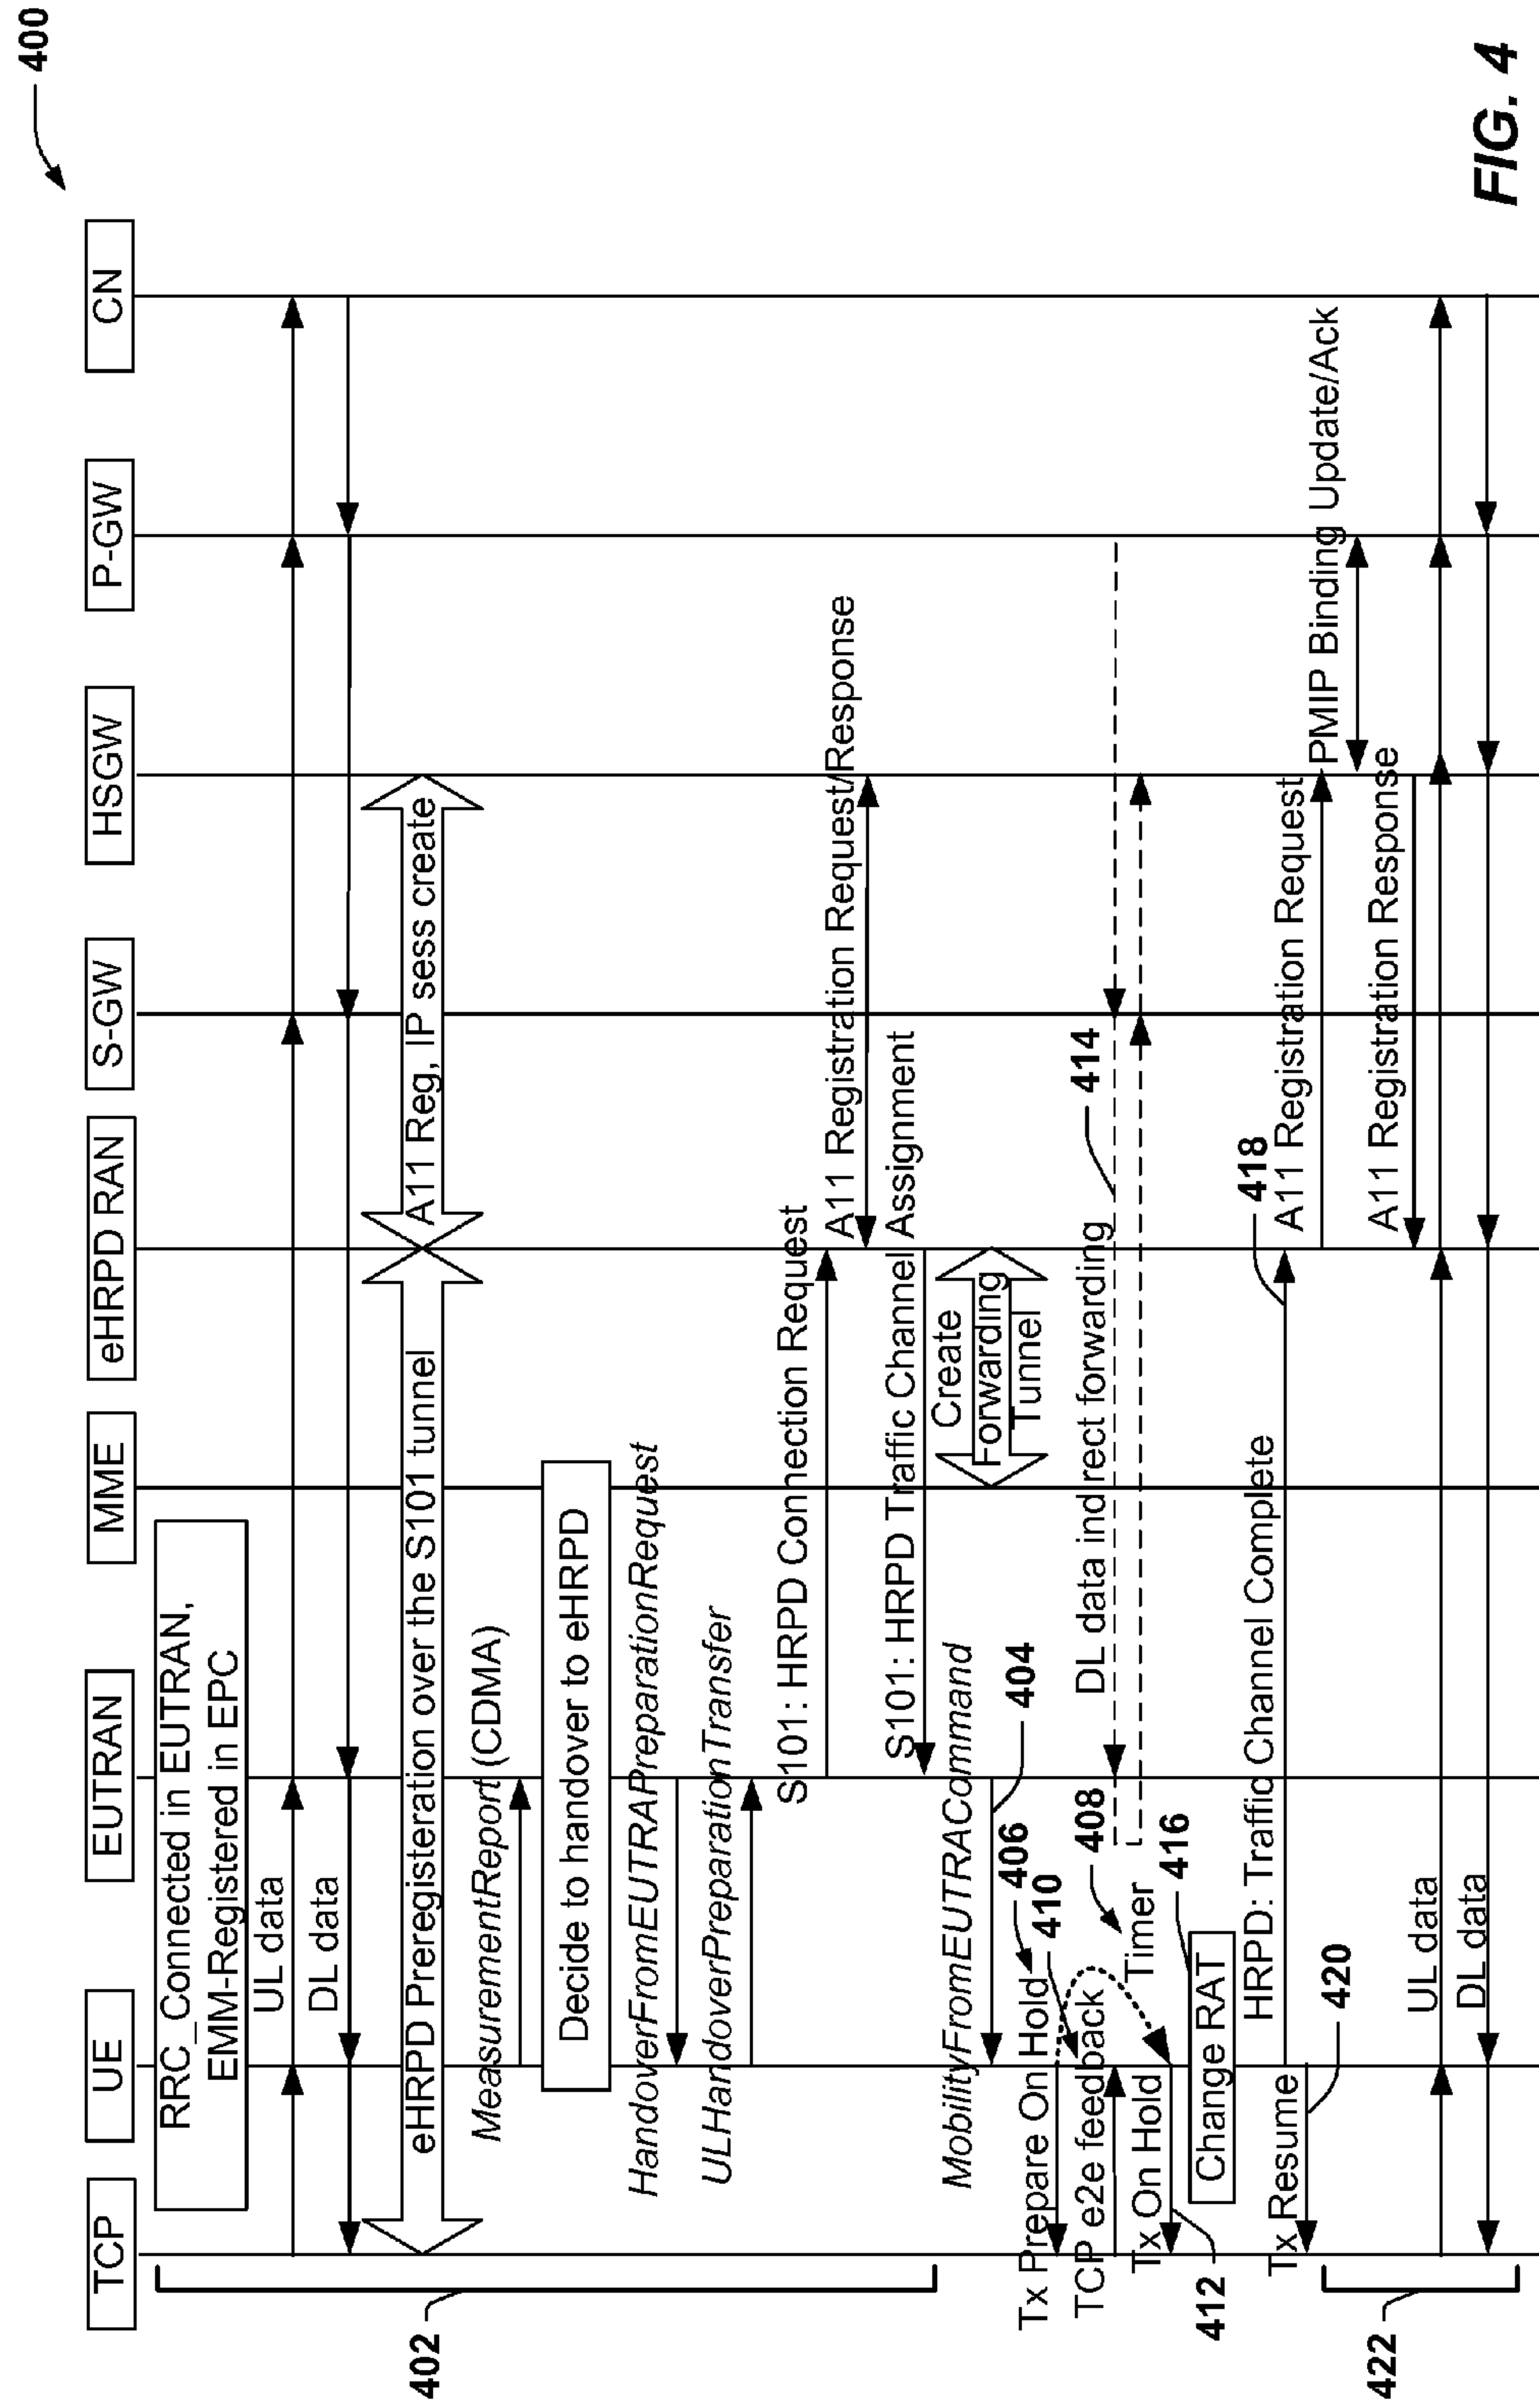 400
TCP
UE
EUTRAN
MME
eHRPD RAN
S-GW
HSGW
P-GW
CN
RRC_Connected in EUTRAN,
EMM-Registered in EPC
UL data
DL data
eHRPD Preregisteration over the S101 tunnel
A11 Reg, IP sess create
MeasurementReport (CDMA)
402
Decide to handover to eHRPD
HandoverFromEUTRAPreparationRequest
ULHandoverPreparationTransfer
S101: HRPD Connection Request
A11 Registration Request/Response
S101: HRPD Traffic Channel Assignment
MobilityFromEUTRACommand
404
Create
Forwarding
Tunnel
Tx Prepare On Hold
406
TCP e2e feedback
410
DL data indirect forwarding
414
408
Timer
Tx On Hold
412
416
Change RAT
HRPD: Traffic Channel Complete
418
Tx Resume
420
A11 Registration Request
PMIP Binding Update/Ack
A11 Registration Response
422
UL data
DL data
FIG. 4